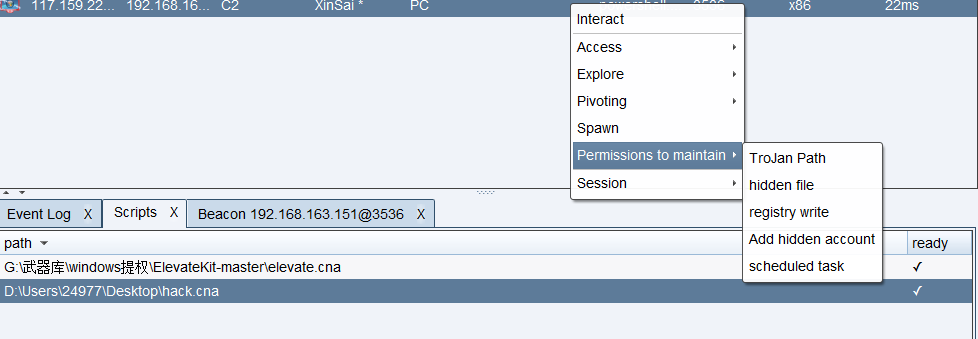 117.159.22... 192.168.16... C2 XinSai * PC x86 22ms
Interact
Access
Explore
Pivoting
Spawn
Permissions to maintain
Session
TroJan Path
hidden file
registry write
Add hidden account
scheduled task
Event Log X Scripts X Beacon 192.168.163.151@3536 X
path ready
G:\武器库\windows提权\ElevateKit-master\elevate.cna ✓
D:\Users\24977\Desktop\hack.cna ✓